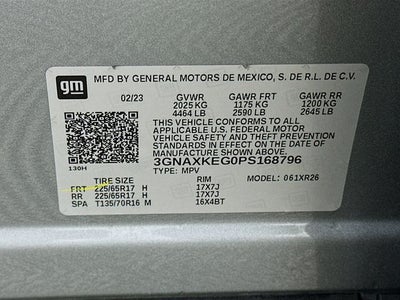 gm
MFD BY GENERAL MOTORS DE MEXICO, S. DE R.L. DE C.V.
02/23 GVWR GAWR FRT GAWR RR
2025 KG 1175 KG 1200 KG
4464 LB 2590 LB 2645 LB
THIS VEHICLE CONFORMS TO ALL
APPLICABLE U.S. FEDERAL MOTOR
VEHICLE SAFETY AND THEFT PREVENTION
STANDARDS IN EFFECT ON THE DATE OF
MANUFACTURE SHOWN ABOVE.
3GNAXKEG0PS168796
130H TYPE: MPV MODEL: 061XR26
TIRE SIZE RIM
FRT 225/65R17 H 17X7J
RR 225/65R17 H 17X7J
SPA T135/70R16 M 16X4BT